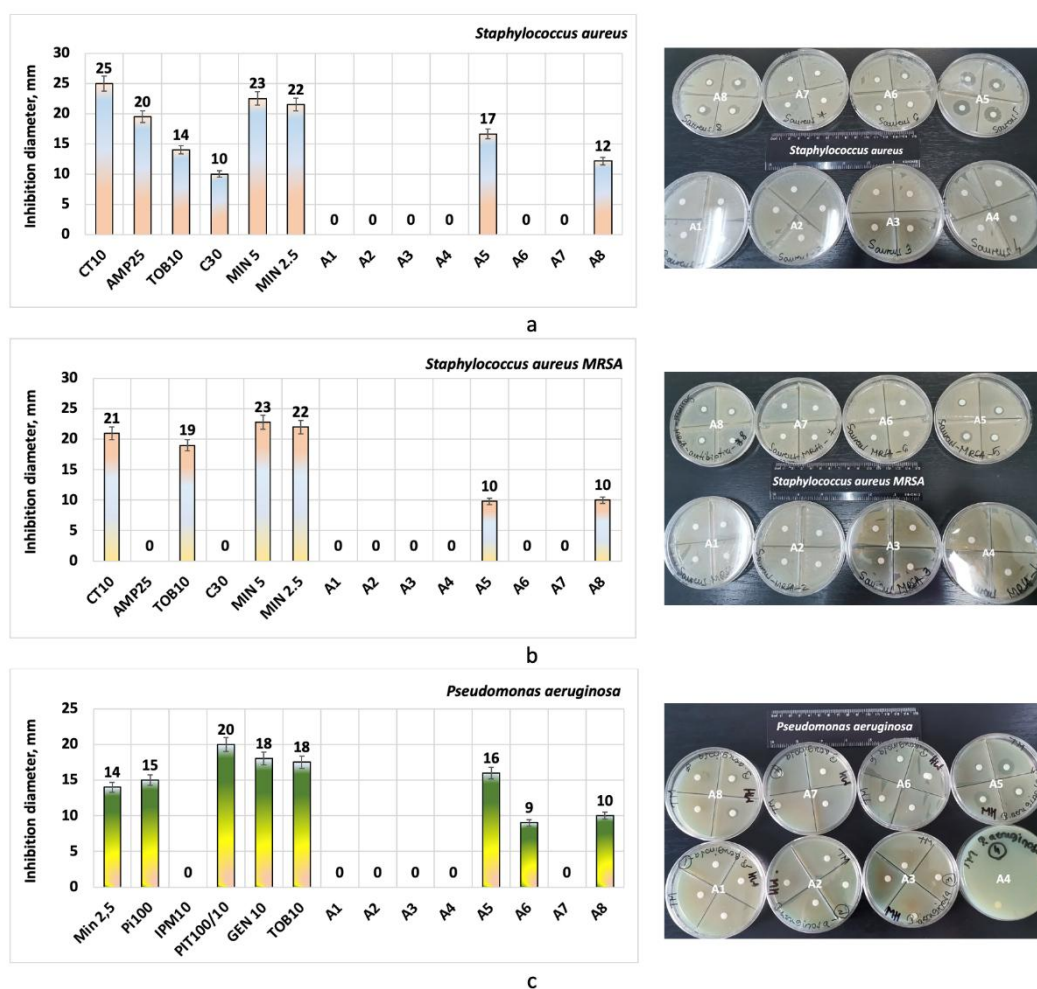 Staphylococcus aureus
Inhibition diameter, mm
30
25
20
15
10
5
0
25
20
14
10
23
22
0
0
0
0
17
0
0
12
CT10
AMP25
TOB10
C30
MIN 5
MIN 2.5
A1
A2
A3
A4
A5
A6
A7
A8
A8
A7
A6
A5
Staphylococcus aureus
A1
A2
A3
A4
a
Staphylococcus aureus MRSA
Inhibition diameter, mm
30
25
20
15
10
5
0
21
0
19
0
23
22
0
0
0
0
10
0
0
10
CT10
AMP25
TOB10
C30
MIN 5
MIN 2.5
A1
A2
A3
A4
A5
A6
A7
A8
A8
A7
A6
A5
Staphylococcus aureus MRSA
A1
A2
A3
A4
b
Pseudomonas aeruginosa
Inhibition diameter, mm
25
20
15
10
5
0
14
15
0
20
18
18
0
0
0
0
16
9
0
10
Min 2,5
Pi100
IPM10
PIT100/10
GEN 10
TOB10
A1
A2
A3
A4
A5
A6
A7
A8
Pseudomonas aeruginosa
A8
A7
A6
A5
A1
A2
A3
A4
c